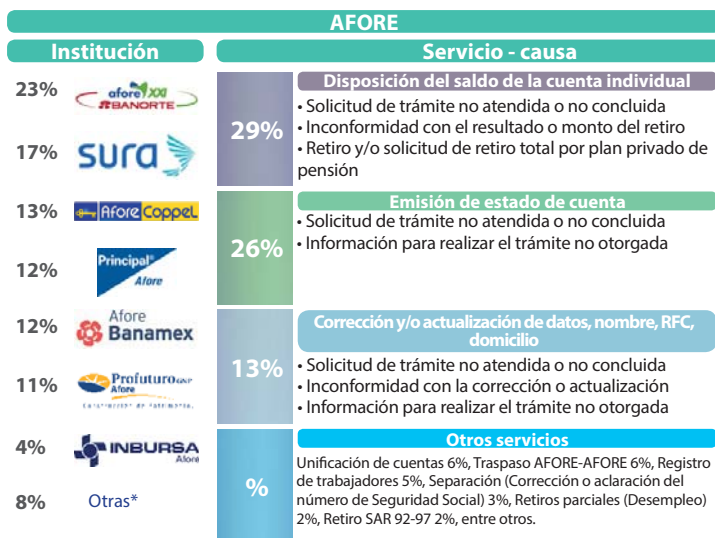 AFORE
Institución
Servicio - causa
23%
afore XXI
BANORTE
17%
sura
13%
Afore Coppel
12%
Principal®
Afore
12%
Afore
Banamex
11%
Profuturo GNP
Afore
4%
INBURSA
Afore
8%
Otras*
29%
Disposición del saldo de la cuenta individual
• Solicitud de trámite no atendida o no concluida
• Inconformidad con el resultado o monto del retiro
• Retiro y/o solicitud de retiro total por plan privado de
pensión
26%
Emisión de estado de cuenta
• Solicitud de trámite no atendida o no concluida
• Información para realizar el trámite no otorgada
13%
Corrección y/o actualización de datos, nombre, RFC,
domicilio
• Solicitud de trámite no atendida o no concluida
• Inconformidad con la corrección o actualización
• Información para realizar el trámite no otorgada
%
Otros servicios
Unificación de cuentas 6%, Traspaso AFORE-AFORE 6%, Registro
de trabajadores 5%, Separación (Corrección o aclaración del
número de Seguridad Social) 3%, Retiros parciales (Desempleo)
2%, Retiro SAR 92-97 2%, entre otros.